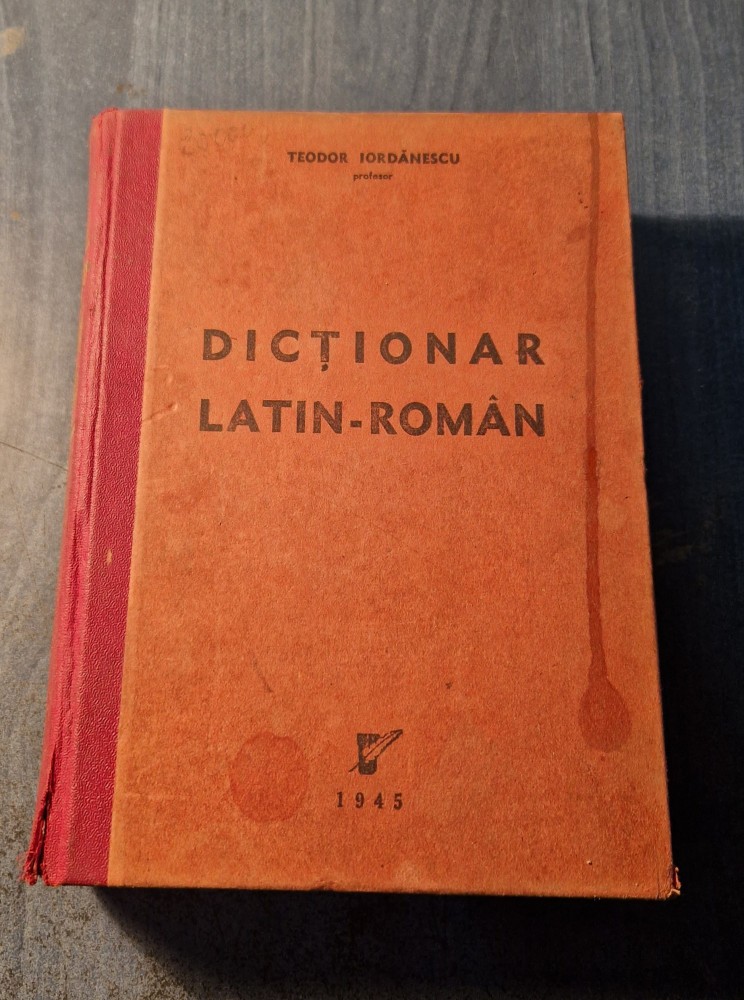 TEODOR IORDĂNESCU
profesor
DICȚIONAR
LATIN-ROMÂN
1945